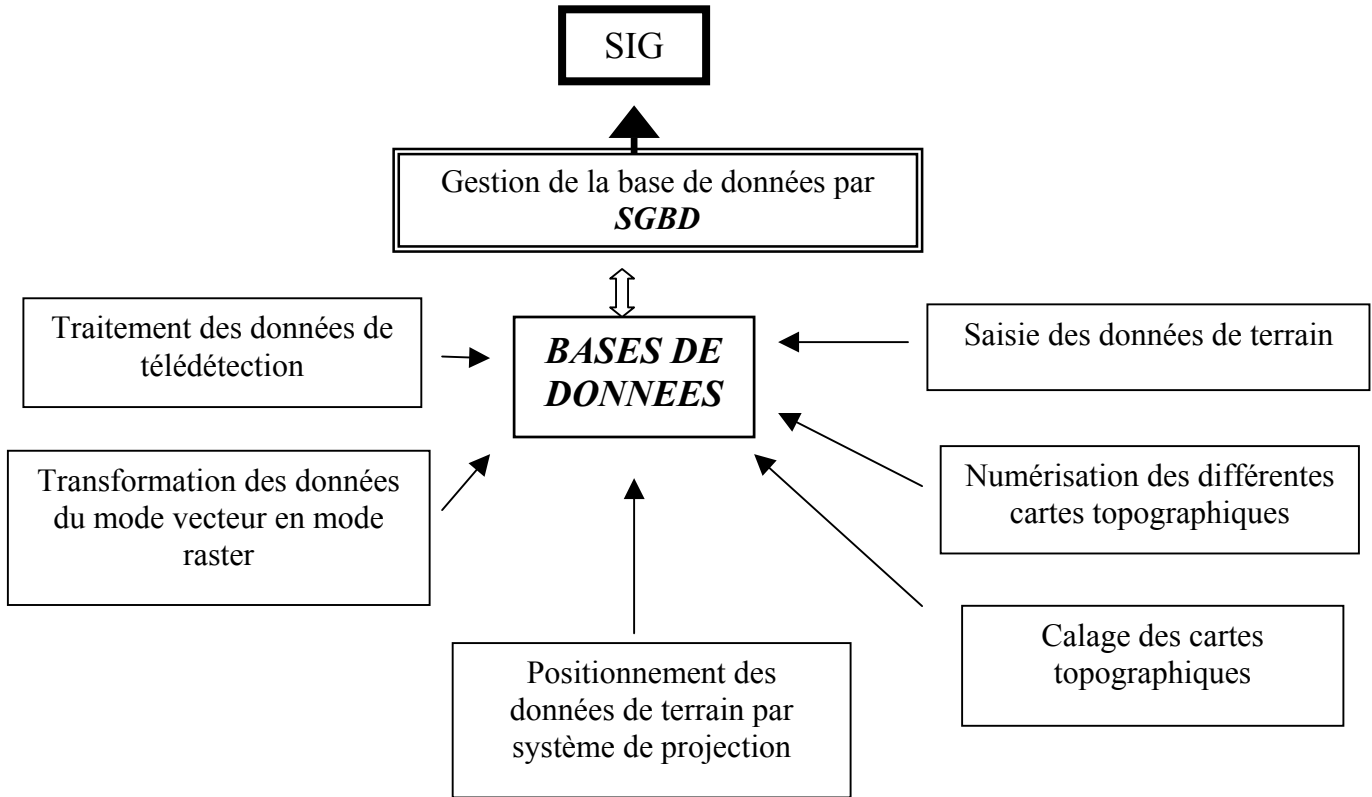 SIG
Gestion de la base de données par
SGBD
Traitement des données de
télédétection
BASES DE
DONNEES
Saisie des données de terrain
Transformation des données
du mode vecteur en mode
raster
Numérisation des différentes
cartes topographiques
Positionnement des
données de terrain par
système de projection
Calage des cartes
topographiques